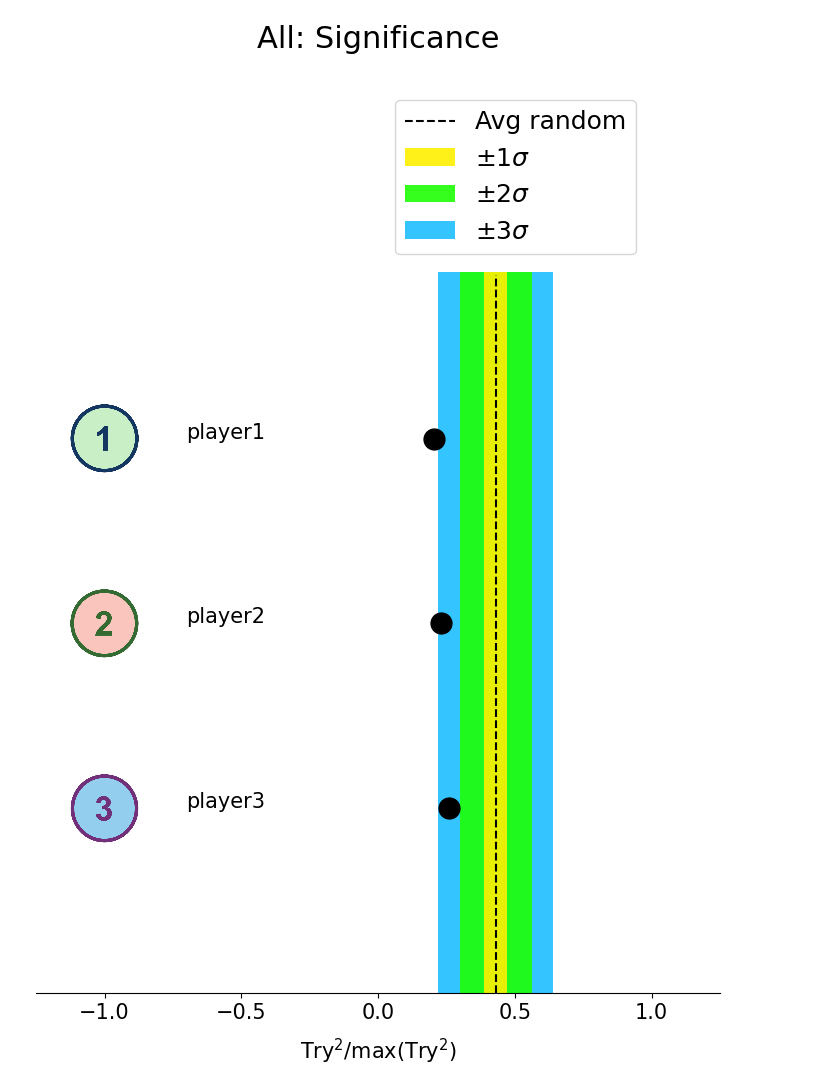 All: Significance
Avg random
±1σ
±2σ
±3σ
1 player1
2 player2
3 player3
−1.0 −0.5 0.0 0.5 1.0
Try²/max(Try²)